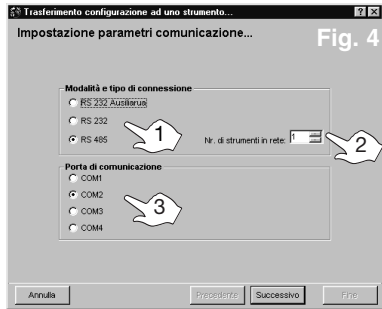 Trasferimento configurazione ad uno strumento...
Impostazione parametri comunicazione...
Fig. 4
Modalità e tipo di connessione
RS 232 Ausiliarus
RS 232
RS 485
1
Nr. di strumenti in rete: 1
2
Porta di comunicazione
COM1
COM2
COM3
COM4
3
Annulla
Precedente
Successivo
Fine